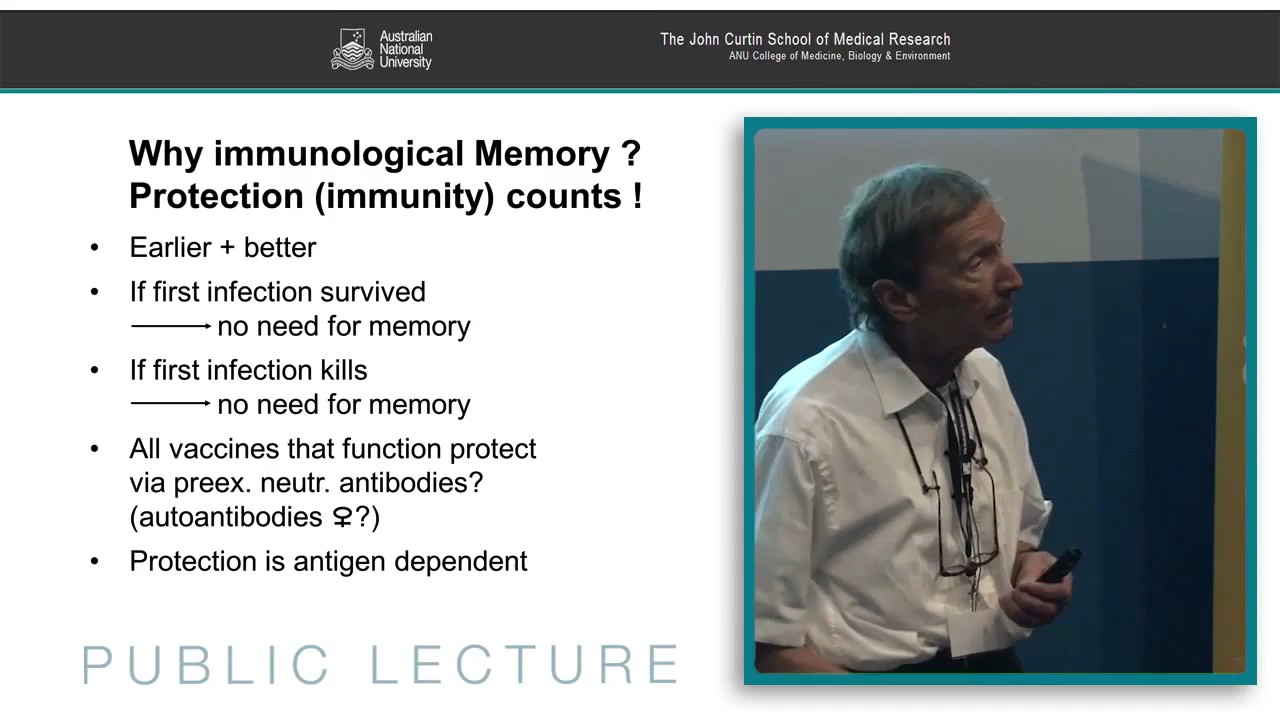 Australian
National
University
The John Curtin School of Medical Research
ANU College of Medicine, Biology & Environment
Why immunological Memory ?
Protection (immunity) counts !
• Earlier + better
• If first infection survived
⟶ no need for memory
• If first infection kills
⟶ no need for memory
• All vaccines that function protect
via preex. neutr. antibodies?
(autoantibodies ♀?)
• Protection is antigen dependent
PUBLIC LECTURE